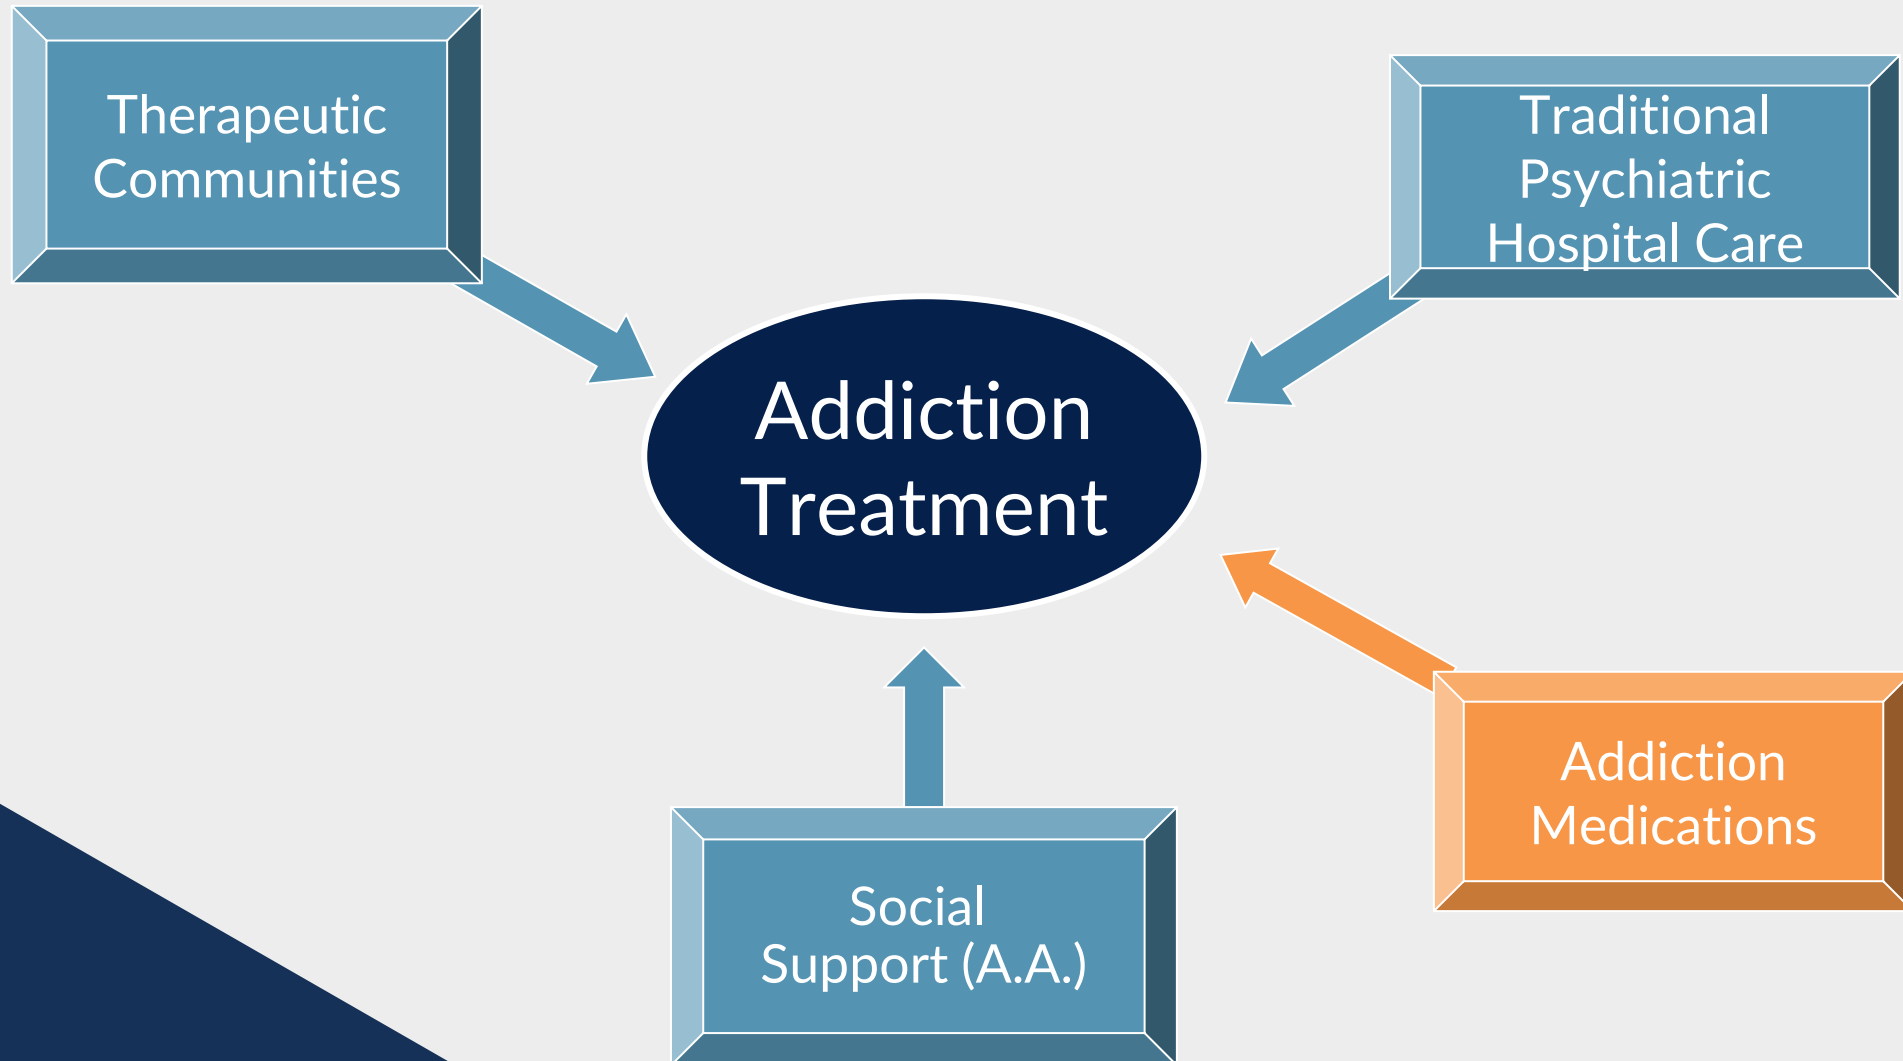 Therapeutic
Communities
Traditional
Psychiatric
Hospital Care
Addiction
Treatment
Addiction
Medications
Social
Support (A.A.)